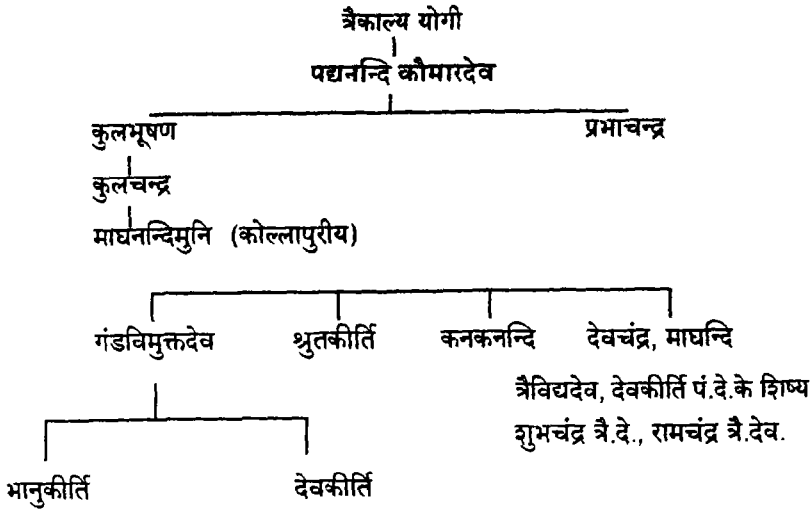 त्रैकाल्य योगी
पद्यनन्दि कौमारदेव
कुलभूषण प्रभाचन्द्र
कुलचन्द्र
माघनन्दिमुनि (कोल्लापुरीय)
गंडविमुक्तदेव श्रुतकीर्ति कनकनन्दि देवचंद्र, माघन्दि
त्रैविद्यदेव, देवकीर्ति पं.दे.के शिष्य
शुभचंद्र त्रै.दे., रामचंद्र त्रै.देव.
भानुकीर्ति देवकीर्ति